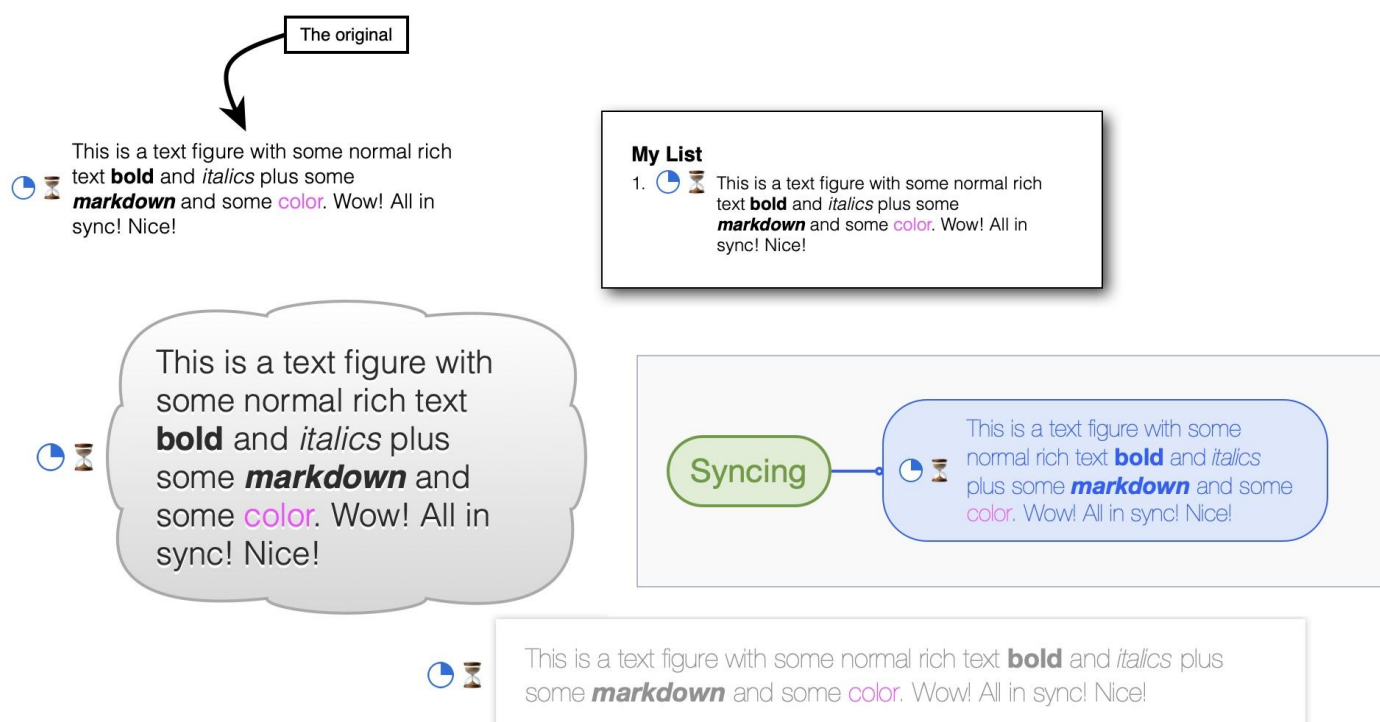 The original
This is a text figure with some normal rich
text bold and italics plus some
markdown and some color. Wow! All in
sync! Nice!
My List
1. This is a text figure with some normal rich
text bold and italics plus some
markdown and some color. Wow! All in
sync! Nice!
This is a text figure with
some normal rich text
bold and italics plus
some markdown and
some color. Wow! All in
sync! Nice!
Syncing
This is a text figure with some
normal rich text bold and italics
plus some markdown and some
color. Wow! All in sync! Nice!
This is a text figure with some normal rich text bold and italics plus
some markdown and some color. Wow! All in sync! Nice!